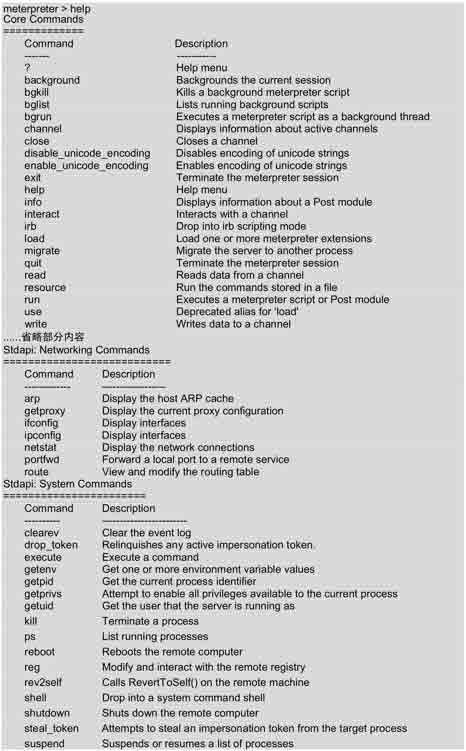 meterpreter > help
Core Commands
=============
Command Description
------- -----------
? Help menu
background Backgrounds the current session
bgkill Kills a background meterpreter script
bglist Lists running background scripts
bgrun Executes a meterpreter script as a background thread
channel Displays information about active channels
close Closes a channel
disable_unicode_encoding Disables encoding of unicode strings
enable_unicode_encoding Enables encoding of unicode strings
exit Terminate the meterpreter session
help Help menu
info Displays information about a Post module
interact Interacts with a channel
irb Drop into irb scripting mode
load Load one or more meterpreter extensions
migrate Migrate the server to another process
quit Terminate the meterpreter session
read Reads data from a channel
resource Run the commands stored in a file
run Executes a meterpreter script or Post module
use Deprecated alias for 'load'
write Writes data to a channel
......省略部分内容
Stdapi: Networking Commands
===========================
Command Description
------------- ------------------
arp Display the host ARP cache
getproxy Display the current proxy configuration
ifconfig Display interfaces
ipconfig Display interfaces
netstat Display the network connections
portfwd Forward a local port to a remote service
route View and modify the routing table
Stdapi: System Commands
=======================
Command Description
---------- ------------------------
clearev Clear the event log
drop_token Relinquishes any active impersonation token.
execute Execute a command
getenv Get one or more environment variable values
getpid Get the current process identifier
getprivs Attempt to enable all privileges available to the current process
getuid Get the user that the server is running as
kill Terminate a process
ps List running processes
reboot Reboots the remote computer
reg Modify and interact with the remote registry
rev2self Calls RevertToSelf() on the remote machine
shell Drop into a system command shell
shutdown Shuts down the remote computer
steal_token Attempts to steal an impersonation token from the target process
suspend Suspends or resumes a list of processes